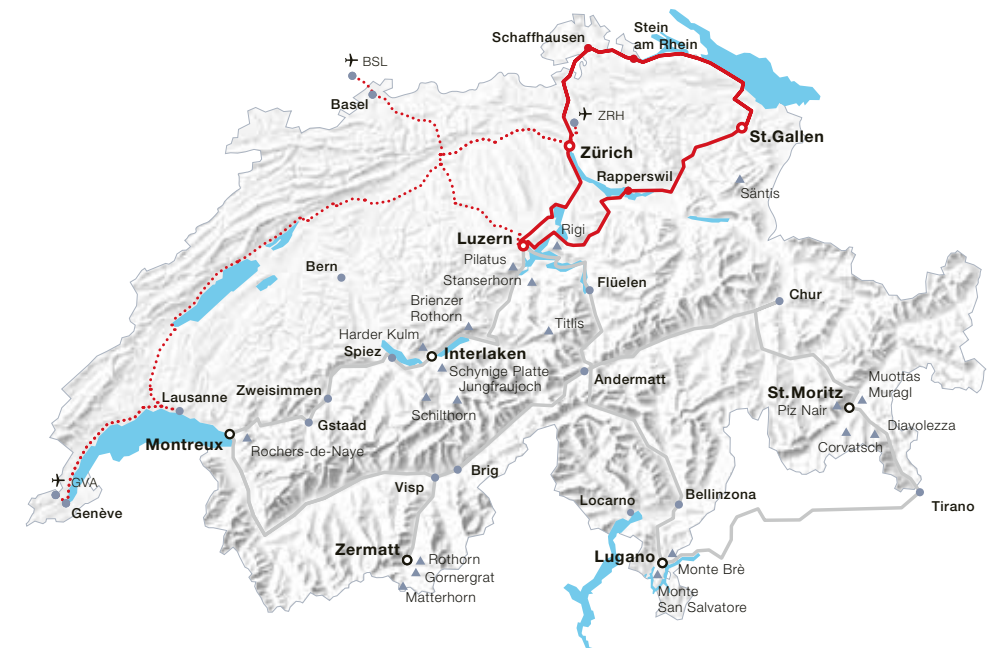 Stein
am Rhein
Schaffhausen
BSL
Basel
ZRH
St.Gallen
Zürich
Rapperswil
Säntis
Rigi
Luzern
Pilatus
Bern
Stanserhorn
Flüelen
Chur
Brienzer
Rothorn
Titlis
Harder Kulm
Spiez
Interlaken
Schynige Platte
Jungfraujoch
Andermatt
Muottas
Muragl
St.Moritz
Piz Nair
Zweisimmen
Lausanne
Schilthorn
Gstaad
Diavolezza
Montreux
Rochers-de-Naye
Corvatsch
Brig
GVA
Visp
Bellinzona
Locarno
Tirano
Genève
Zermatt
Rothorn
Lugano
Monte Brè
Gornergrat
Matterhorn
Monte
San Salvatore